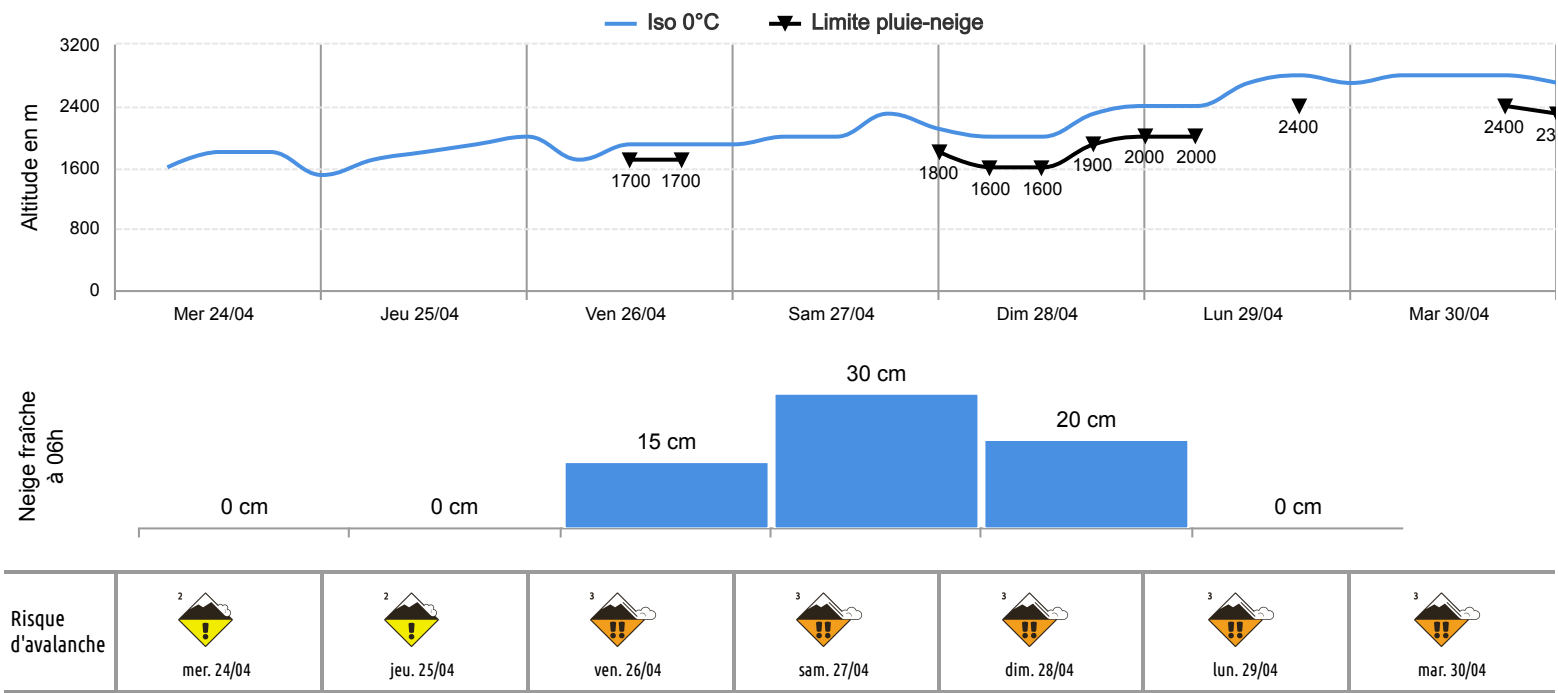 Iso 0°C Limite pluie-neige
Altitude en m
3200
2400
1600
800
0
1700 1700 1800 1600 1600 1900 2000 2000 2400 2400 23
Mer 24/04 Jeu 25/04 Ven 26/04 Sam 27/04 Dim 28/04 Lun 29/04 Mar 30/04
Neige fraîche
à 06h
0 cm 0 cm 15 cm 30 cm 20 cm 0 cm
Risque
d'avalanche
2 2 3 3 3 3 3
! ! !! !! !! !! !!
mer. 24/04 jeu. 25/04 ven. 26/04 sam. 27/04 dim. 28/04 lun. 29/04 mar. 30/04